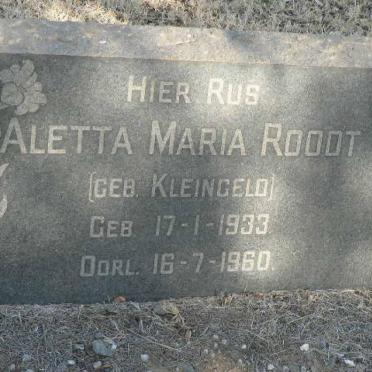 HIER RUS
ALETTA MARIA ROODT
(GEB. KLEINGELD)
GEB. 17-1-1933.
OORL. 16-7-1960.